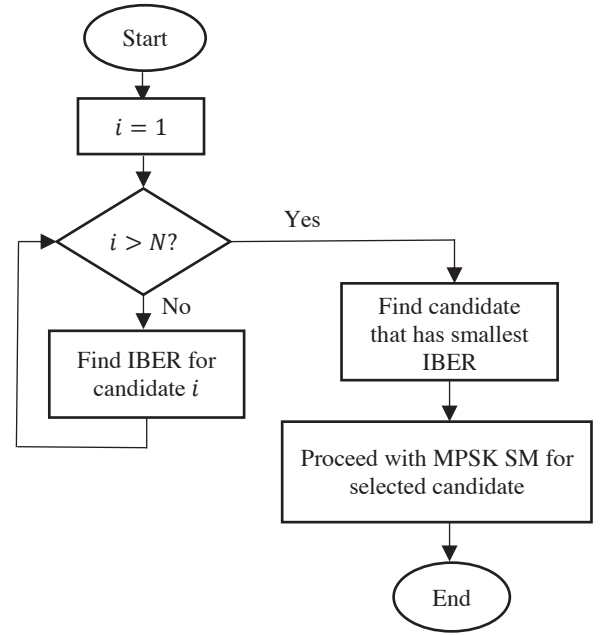 Start
i = 1
i > N?
Yes
No
Find IBER for
candidate i
Find candidate
that has smallest
IBER
Proceed with MPSK SM for
selected candidate
End